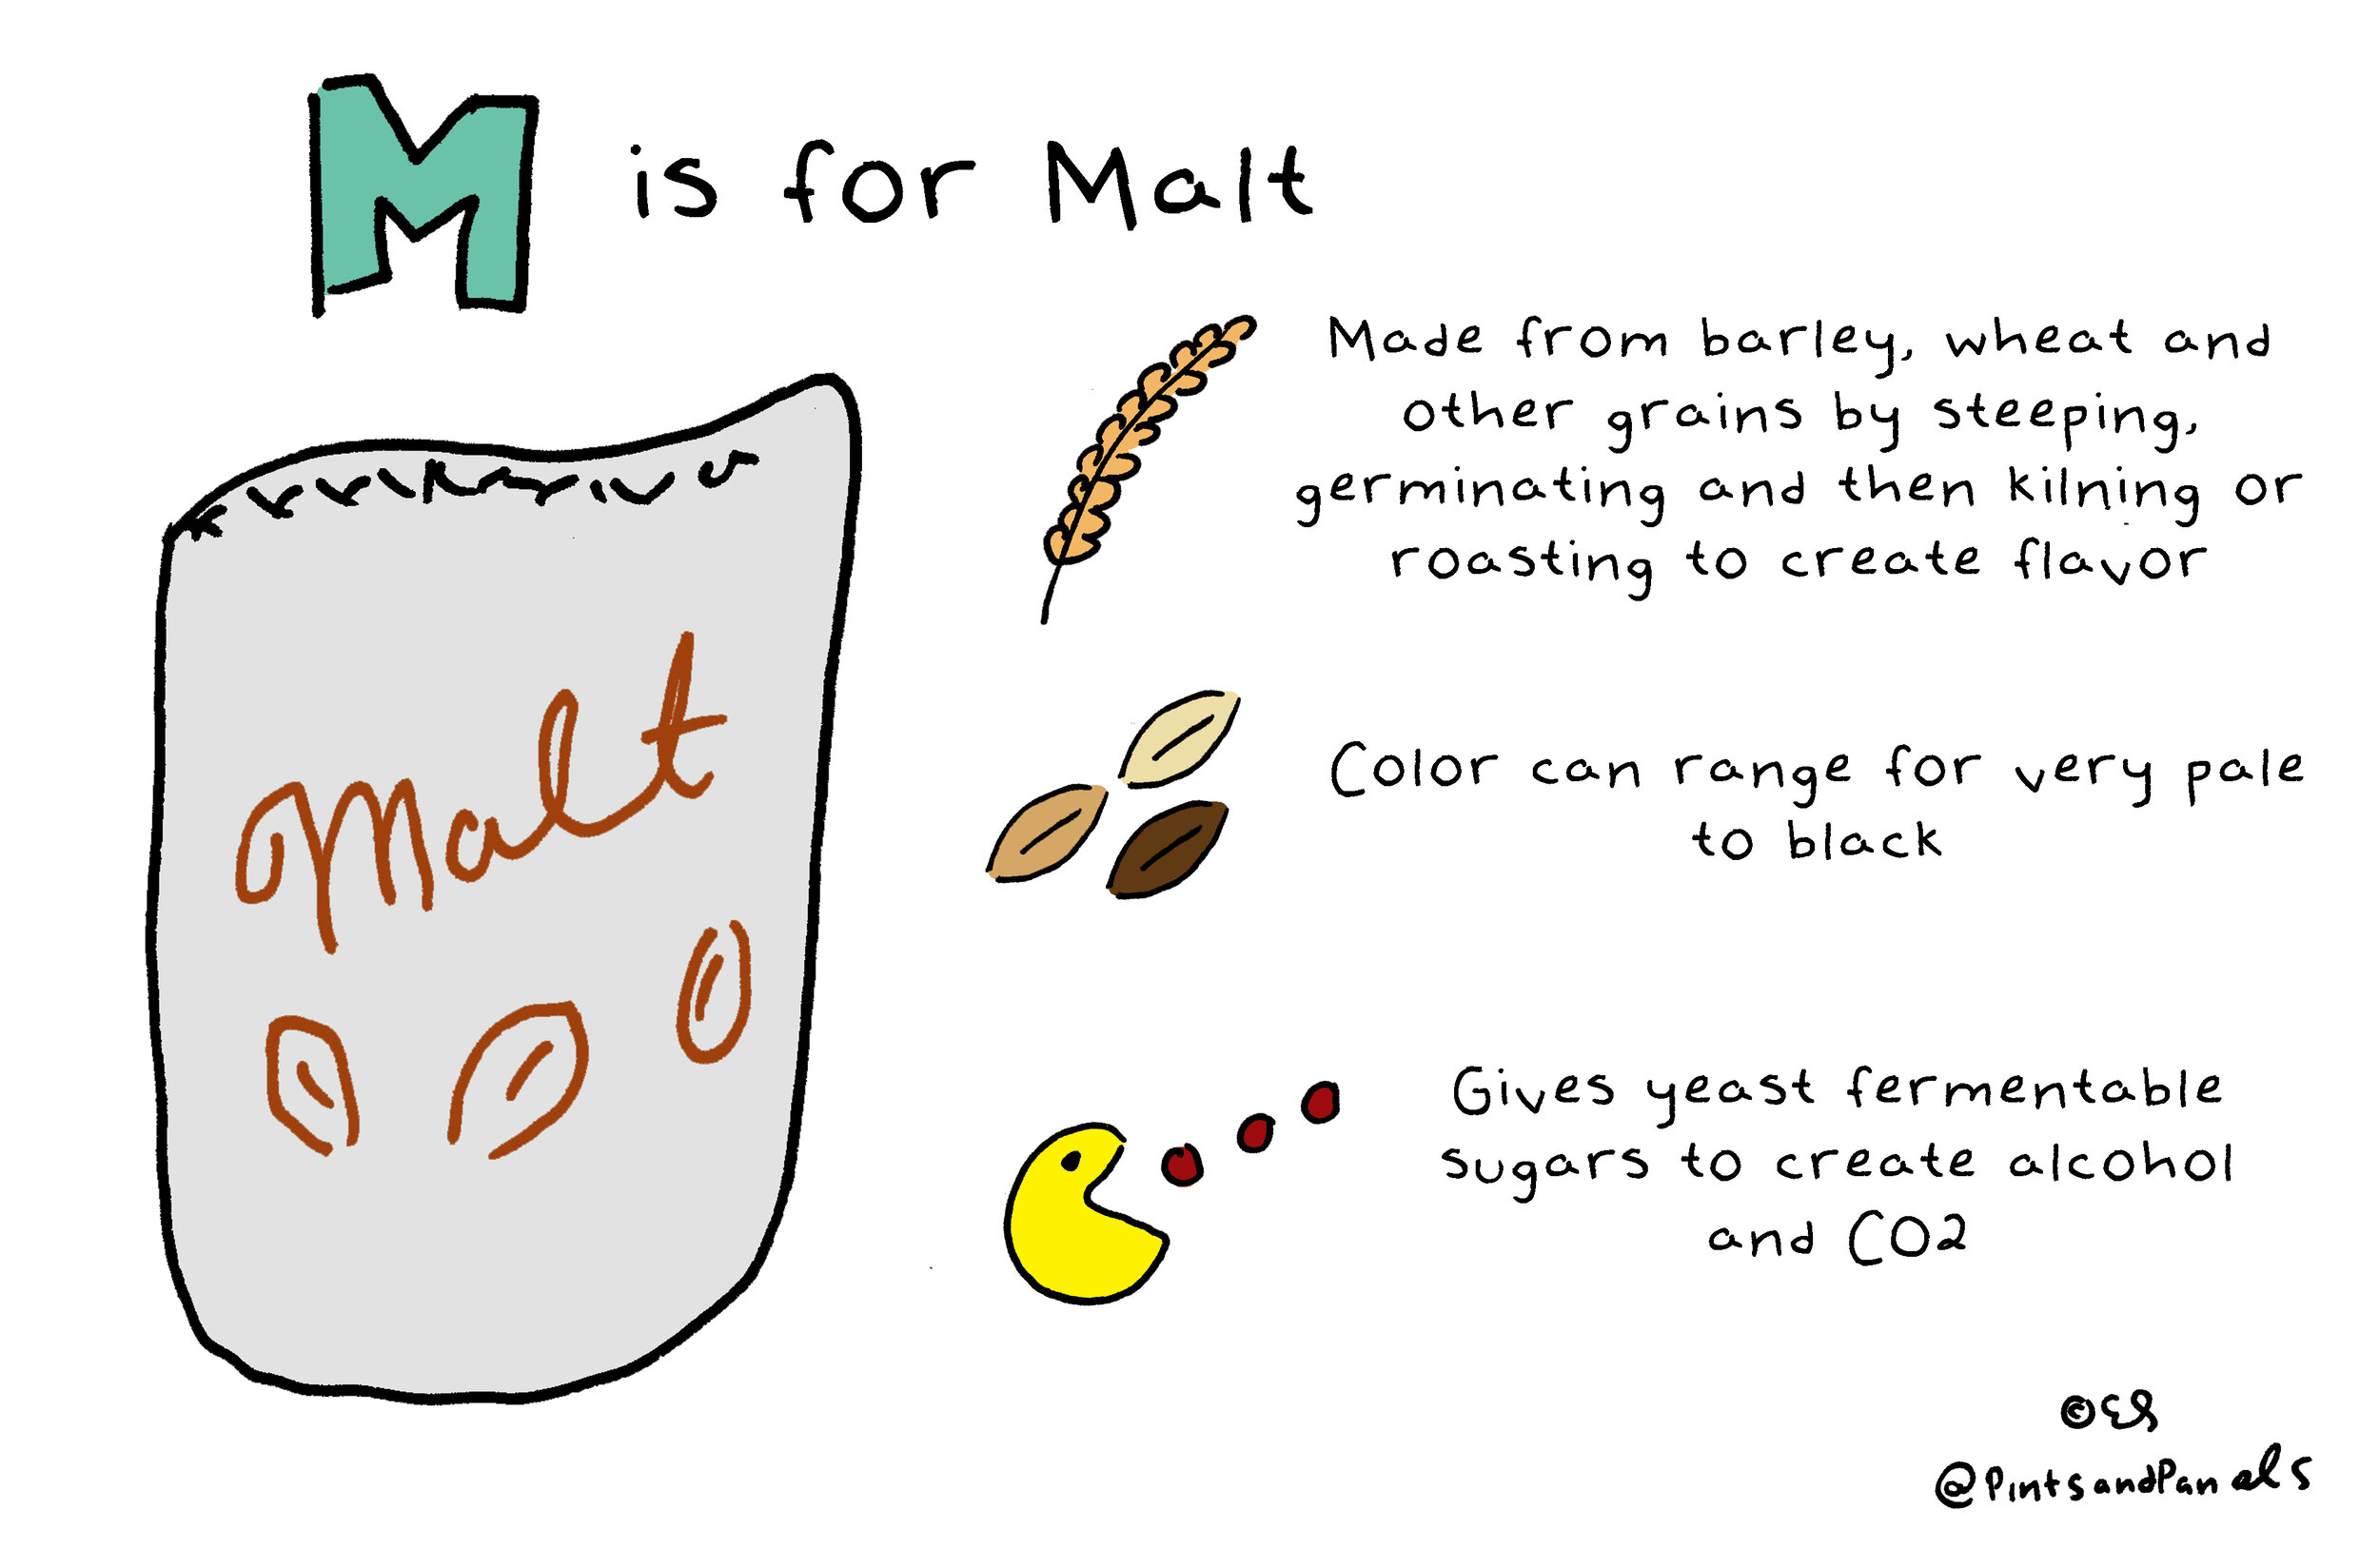 M is for Malt
Malt
Made from barley, wheat and
other grains by steeping,
germinating and then kilning or
roasting to create flavor
Color can range for very pale
to black
Gives yeast fermentable
sugars to create alcohol
and CO2
©ES
@PintsandPanels